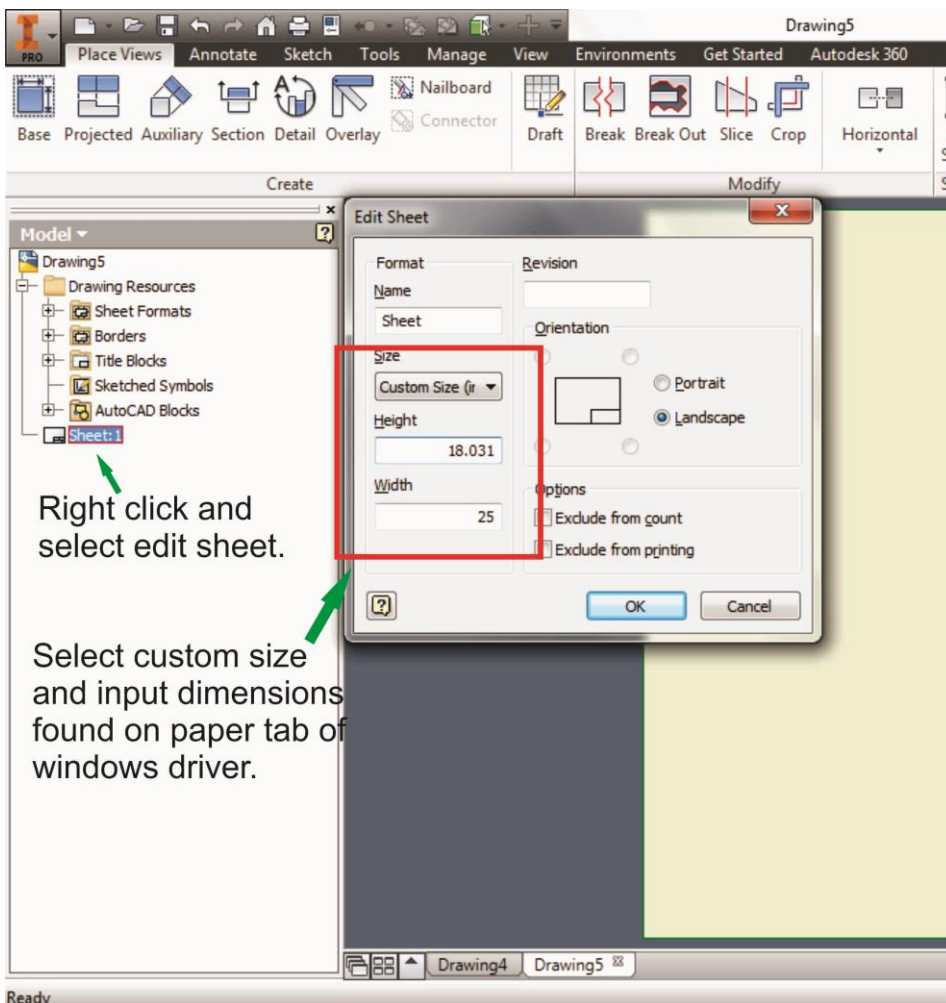 Drawing5
PRO
Place Views Annotate Sketch Tools Manage View Environments Get Started Autodesk 360
Base Projected Auxiliary Section Detail Overlay
Nailboard
Connector
Draft
Break Break Out Slice Crop
Horizontal
Create
Modify
Model
Drawing5
Drawing Resources
Sheet Formats
Borders
Title Blocks
Sketched Symbols
AutoCAD Blocks
Sheet:1
Right click and
select edit sheet.
Select custom size
and input dimensions
found on paper tab of
windows driver.
Edit Sheet
Format
Name
Sheet
Size
Custom Size (ir
Height
18.031
Width
25
Revision
Orientation
Portrait
Landscape
Options
Exclude from count
Exclude from printing
OK
Cancel
Drawing4
Drawing5
Ready